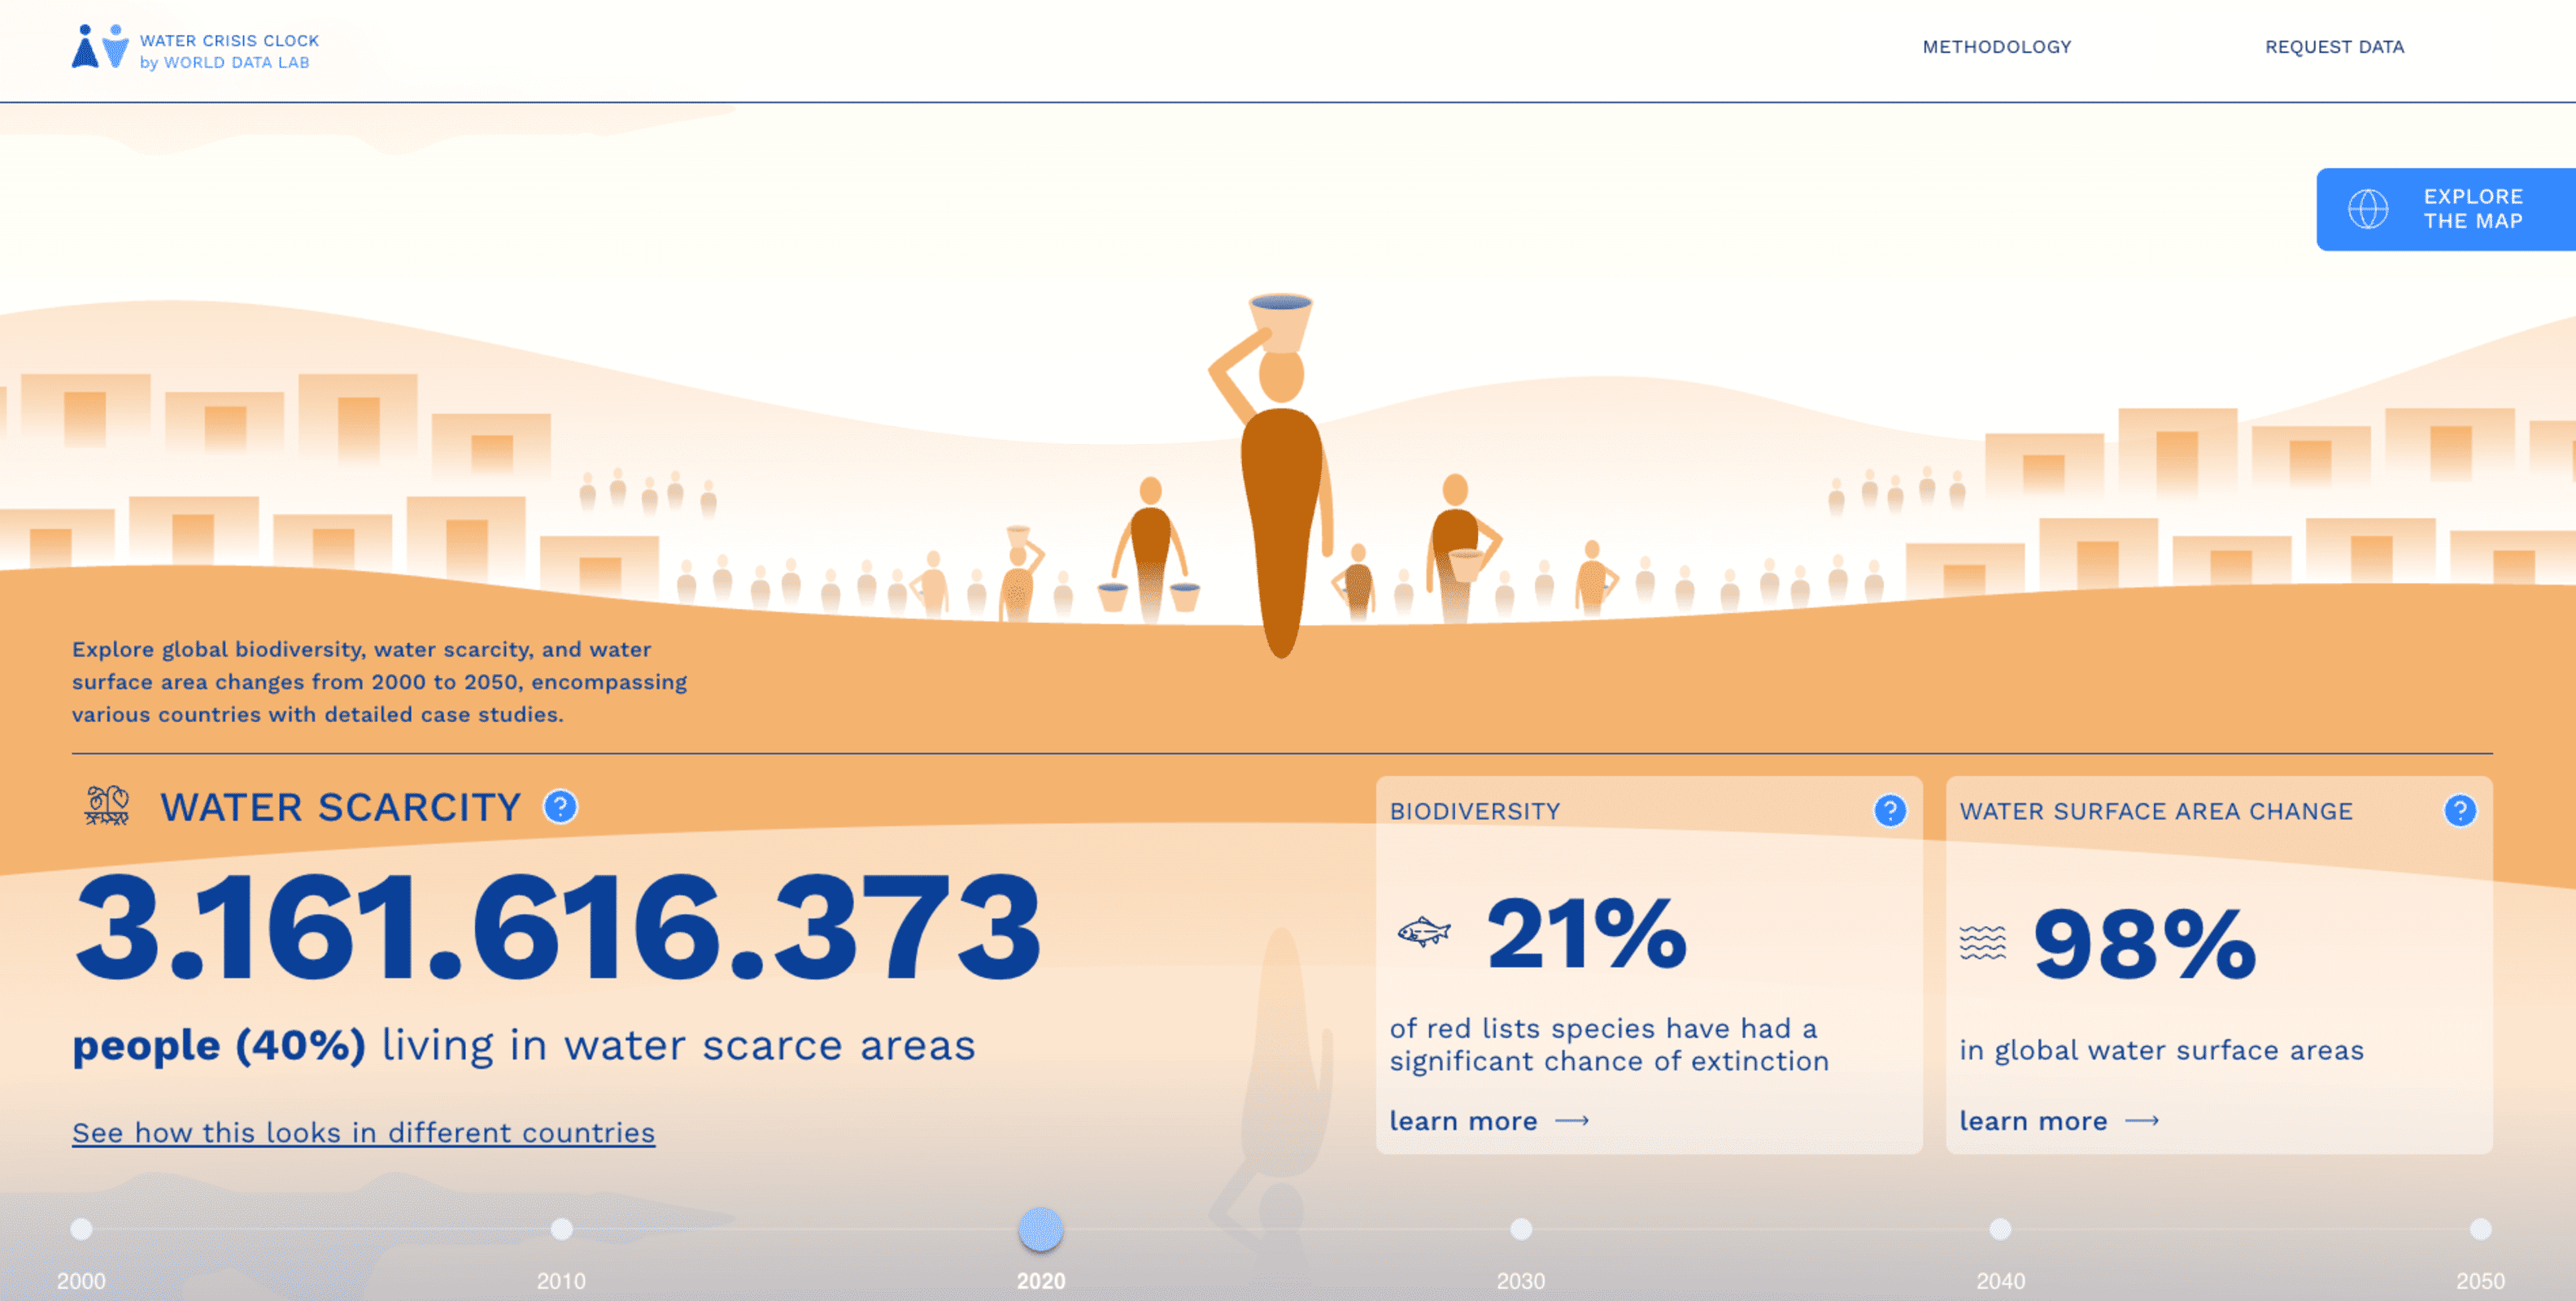 WATER CRISIS CLOCK
by WORLD DATA LAB
METHODOLOGY
REQUEST DATA
EXPLORE
THE MAP
Explore global biodiversity, water scarcity, and water
surface area changes from 2000 to 2050, encompassing
various countries with detailed case studies.
WATER SCARCITY ?
3.161.616.373
people (40%) living in water scarce areas
See how this looks in different countries
BIODIVERSITY ?
21%
of red lists species have had a
significant chance of extinction
learn more →
WATER SURFACE AREA CHANGE ?
98%
in global water surface areas
learn more →
2000
2010
2020
2030
2040
2050